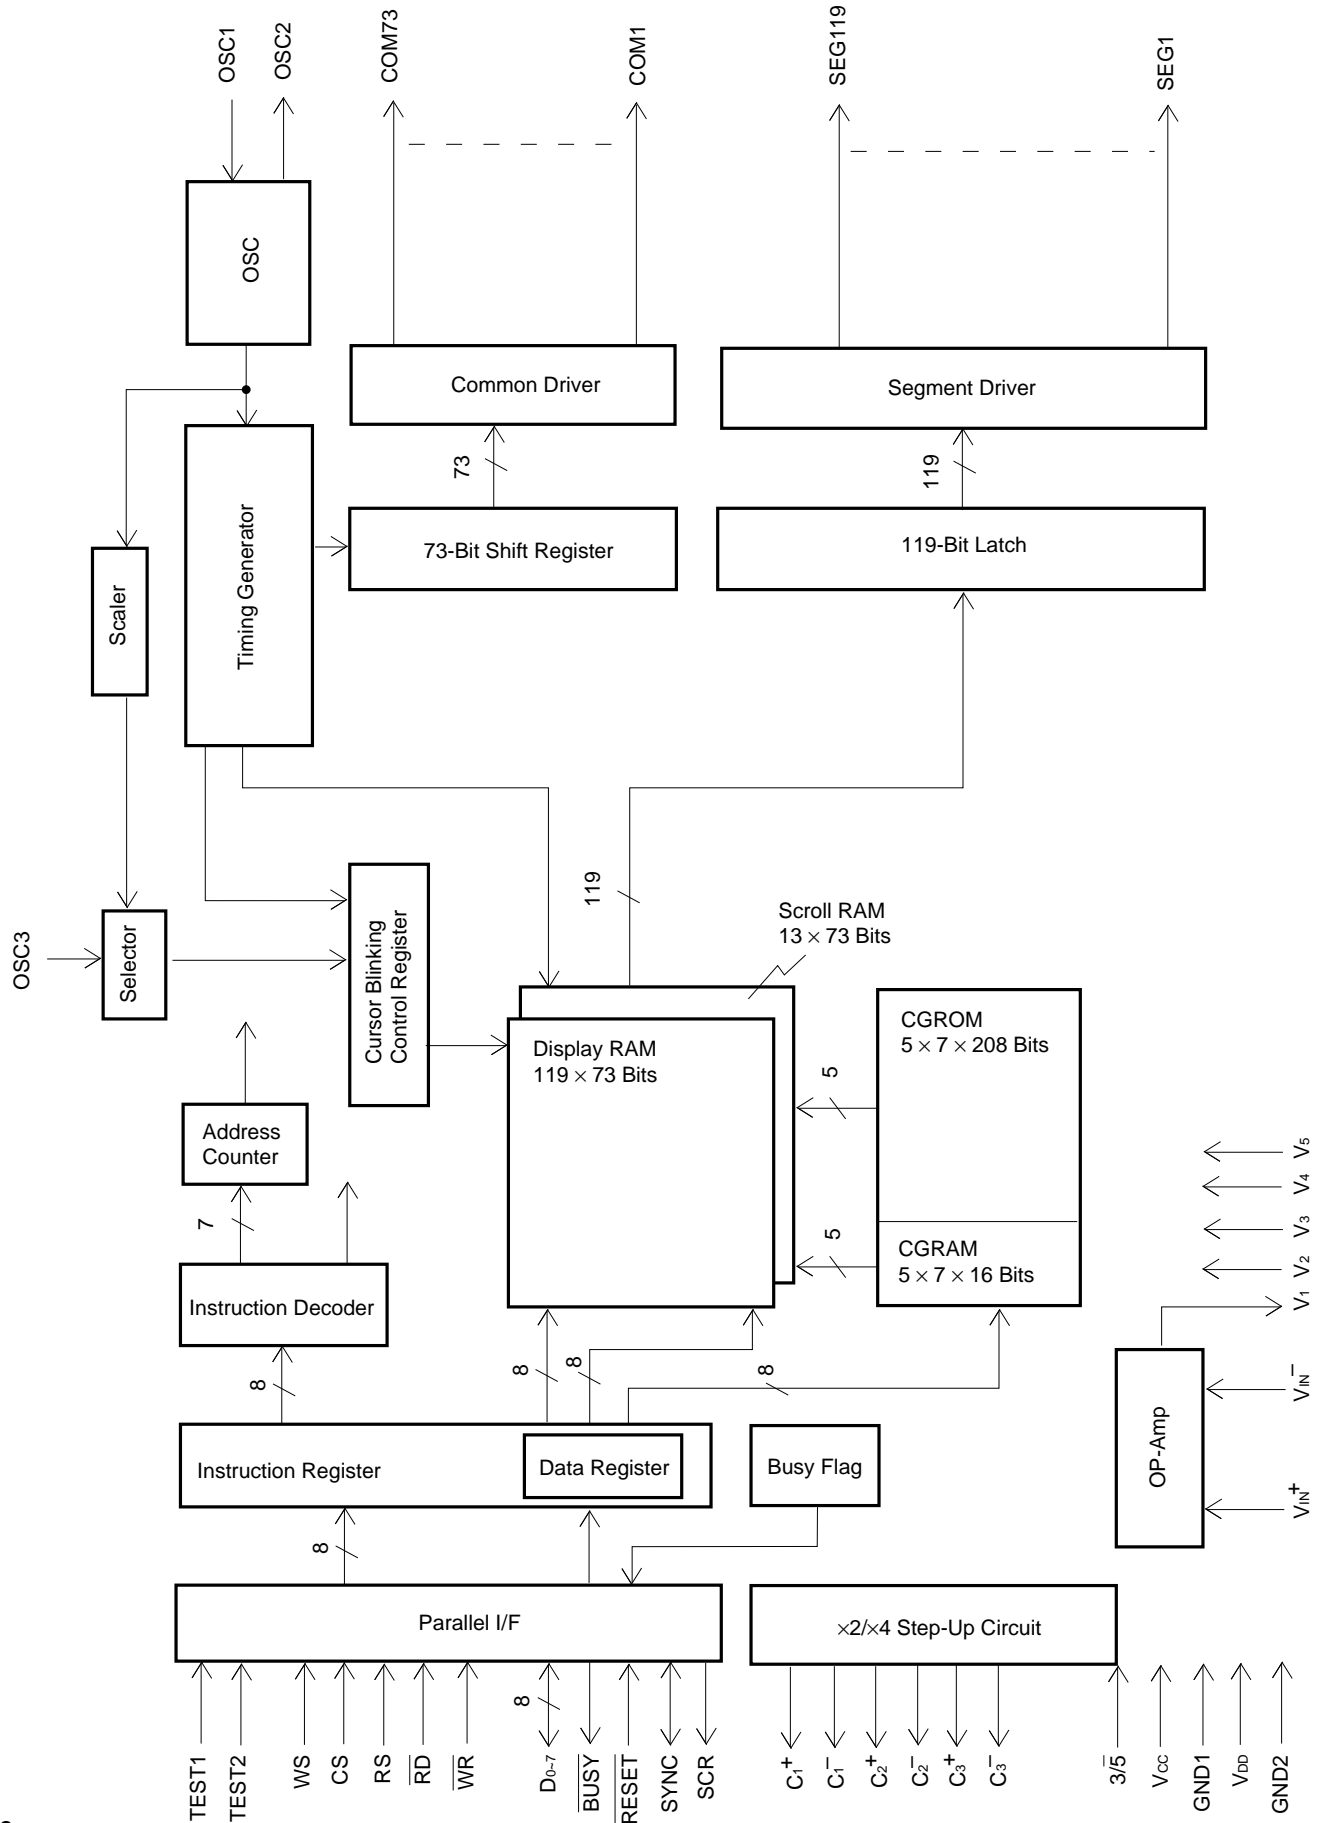 OSC1
OSC2
COM73
COM1
SEG119
SEG1
OSC
Common Driver
Segment Driver
73
119
Timing Generator
73-Bit Shift Register
119-Bit Latch
Scaler
119
Scroll RAM
13 × 73 Bits
OSC3
Selector
Cursor Blinking
Control Register
Display RAM
119 × 73 Bits
CGROM
5 × 7 × 208 Bits
5
Address
Counter
7
5
CGRAM
5 × 7 × 16 Bits
V5
V4
V3
V2
V1
Instruction Decoder
8
8
8
8
VIN−
OP-Amp
VIN+
Instruction Register
Data Register
Busy Flag
8
Parallel I/F
×2/×4 Step-Up Circuit
8
TEST1
TEST2
WS
CS
RS
R̅D̅
W̅R̅
D0~7
B̅U̅S̅Y̅
R̅E̅S̅E̅T̅
SYNC
SCR
C1+
C1−
C2+
C2−
C3+
C3−
3/5̅
VCC
GND1
VDD
GND2